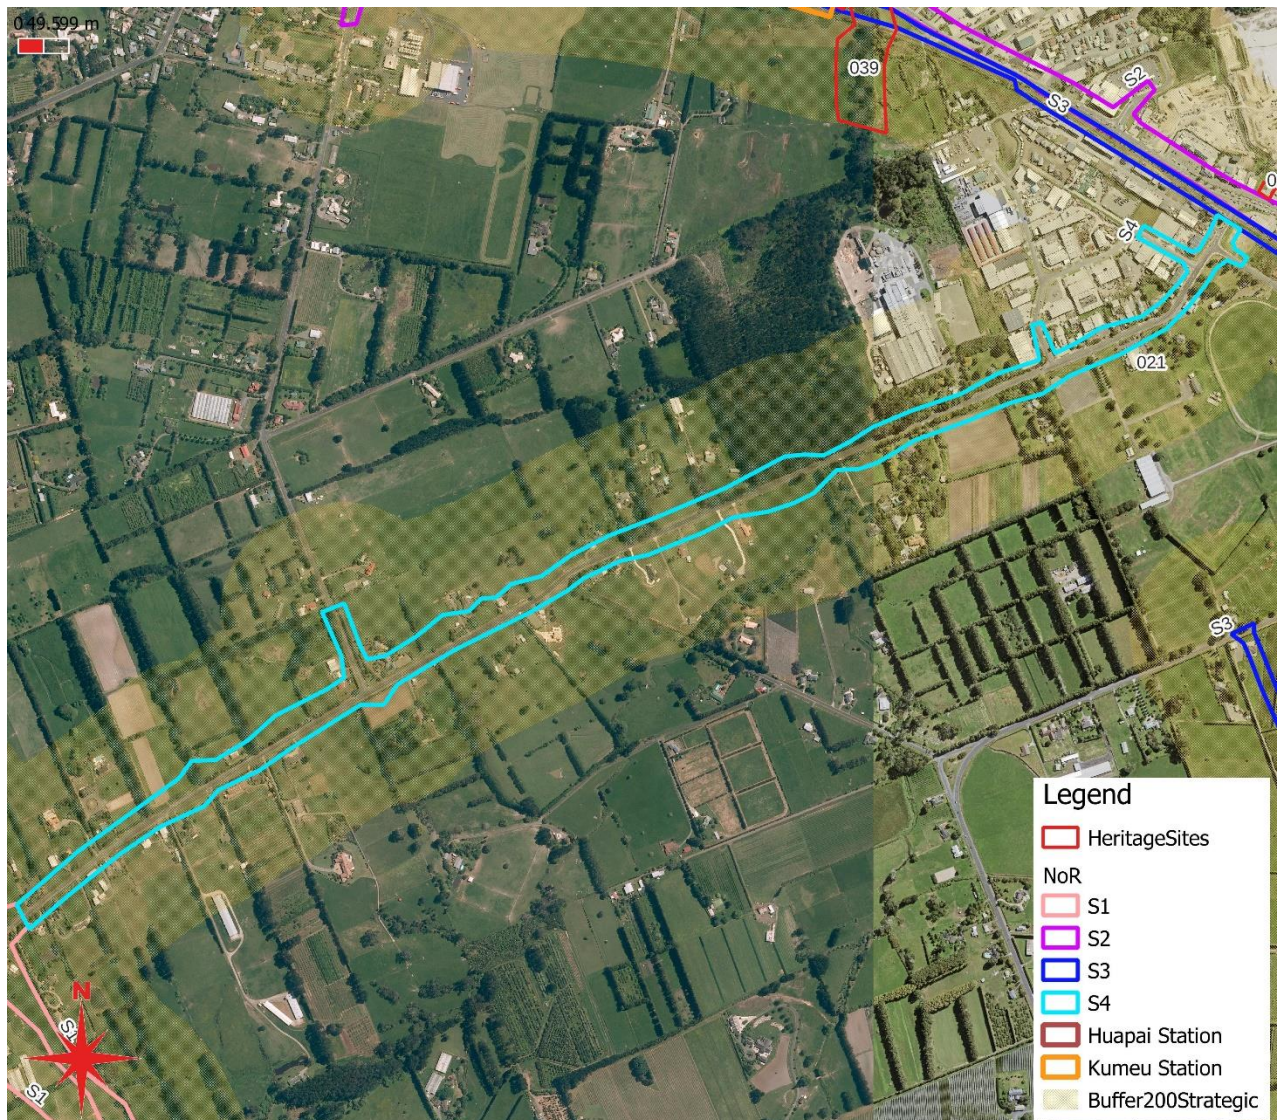 0 49.599 m
039
S2
S3
0
S4
021
S3
Legend
HeritageSites
NoR
S1
S2
S3
S4
Huapai Station
Kumeu Station
Buffer200Strategic
N
S1
S1